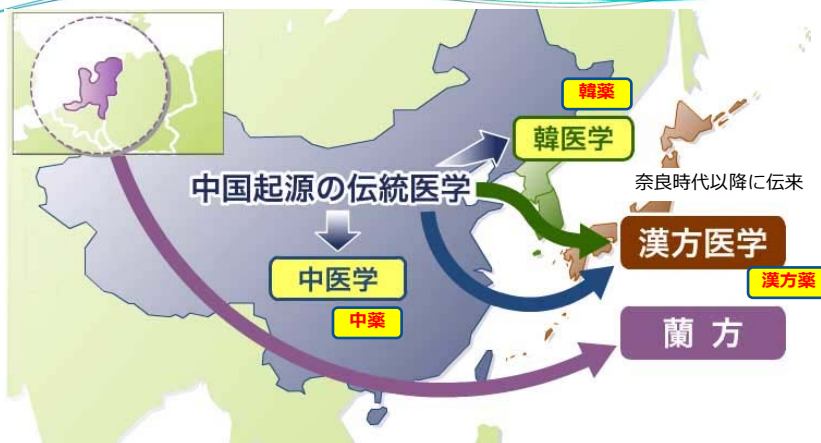 韓薬
韓医学
奈良時代以降に伝来
中国起源の伝統医学
漢方医学
中医学
漢方薬
中薬
蘭方